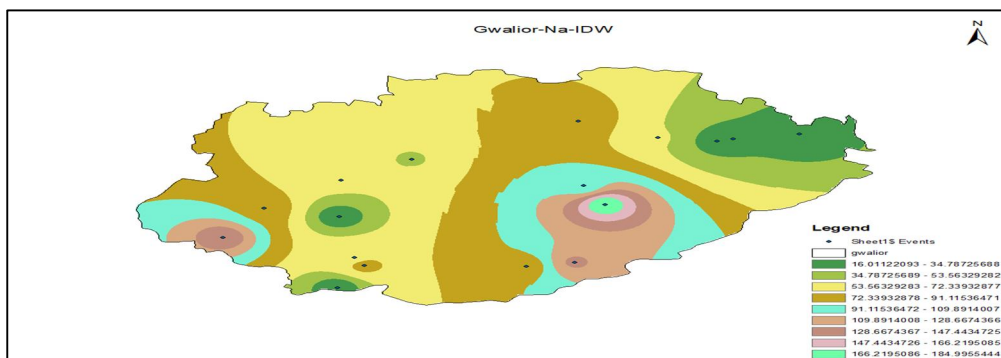 Gwalior-Na-IDW
N
Legend
Sheet1$ Events
gwalior
16.01122093 - 34.78725688
34.78725689 - 53.56329282
53.56329283 - 72.33932877
72.33932878 - 91.11536471
91.11536472 - 109.8914007
109.8914008 - 128.6674366
128.6674367 - 147.4434725
147.4434726 - 166.2195085
166.2195086 - 184.9955444